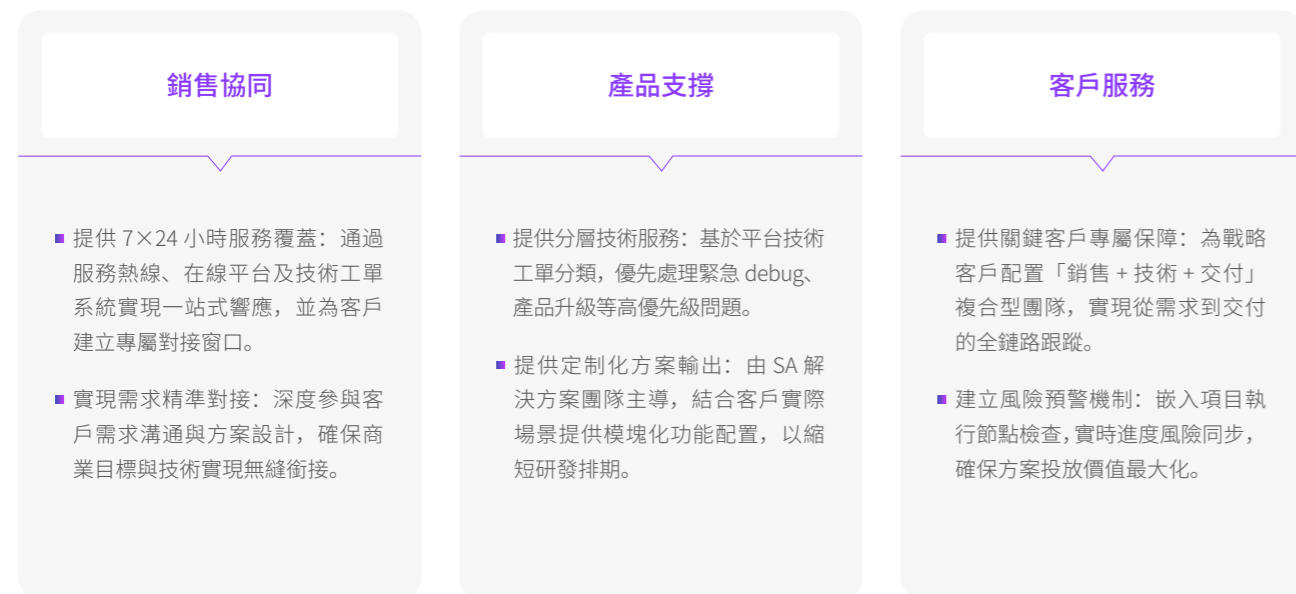 銷售協同
提供 7×24 小時服務覆蓋：通過
服務熱線、在線平台及技術工單
系統實現一站式響應，並為客戶
建立專屬對接窗口。
實現需求精準對接：深度參與客
戶需求溝通與方案設計，確保商
業目標與技術實現無縫銜接。
產品支撐
提供分層技術服務：基於平台技術
工單分類，優先處理緊急 debug、
產品升級等高優先級問題。
提供定制化方案輸出：由 SA 解
決方案團隊主導，結合客戶實際
場景提供模塊化功能配置，以縮
短研發排期。
客戶服務
提供關鍵客戶專屬保障：為戰略
客戶配置「銷售 + 技術 + 交付」
複合型團隊，實現從需求到交付
的全鏈路跟蹤。
建立風險預警機制：嵌入項目執
行節點檢查，實時進度風險同步，
確保方案投放價值最大化。